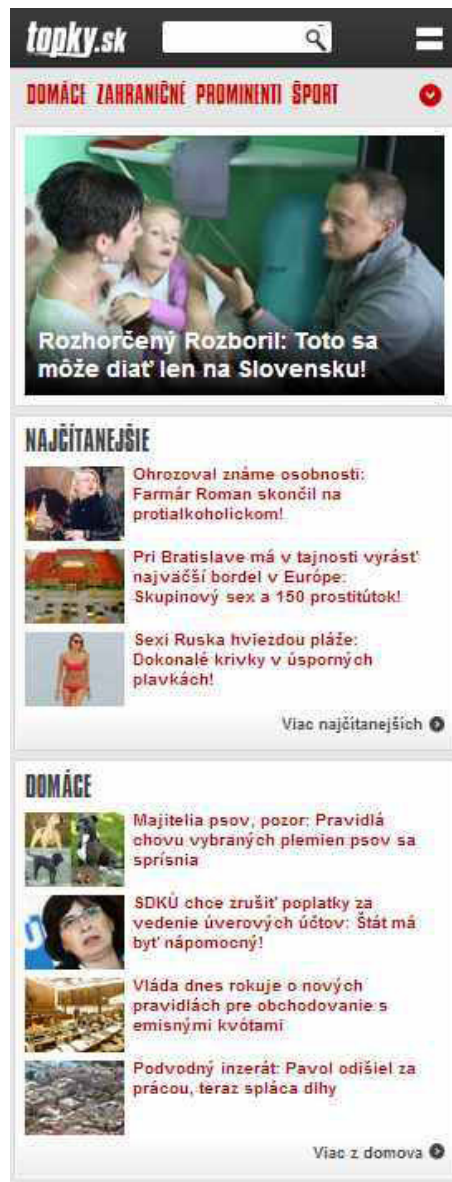 topky.sk
DOMÁCE ZAHRANIČNÉ PROMINENTI ŠPORT
Rozhorčený Rozboril: Toto sa
môže diať len na Slovensku!
NAJČÍTANEJŠIE
Ohrozoval známe osobnosti:
Farmár Roman skončil na
protialkoholickom!
Pri Bratislave má v tajnosti vyrásť
najväčší bordel v Európe:
Skupinový sex a 150 prostitútok!
Sexi Ruska hviezdou pláže:
Dokonalé krivky v úsporných
plavkách!
Viac najčítanejších
DOMÁCE
Majitelia psov, pozor: Pravidlá
chovu vybraných plemien psov sa
sprísnia
SDKÚ chce zrušiť poplatky za
vedenie úverových účtov: Štát má
byť nápomocný!
Vláda dnes rokuje o nových
pravidlách pre obchodovanie s
emisnými kvótami
Podvodný inzerát: Pavol odišiel za
prácou, teraz spláca dlhy
Viac z domova